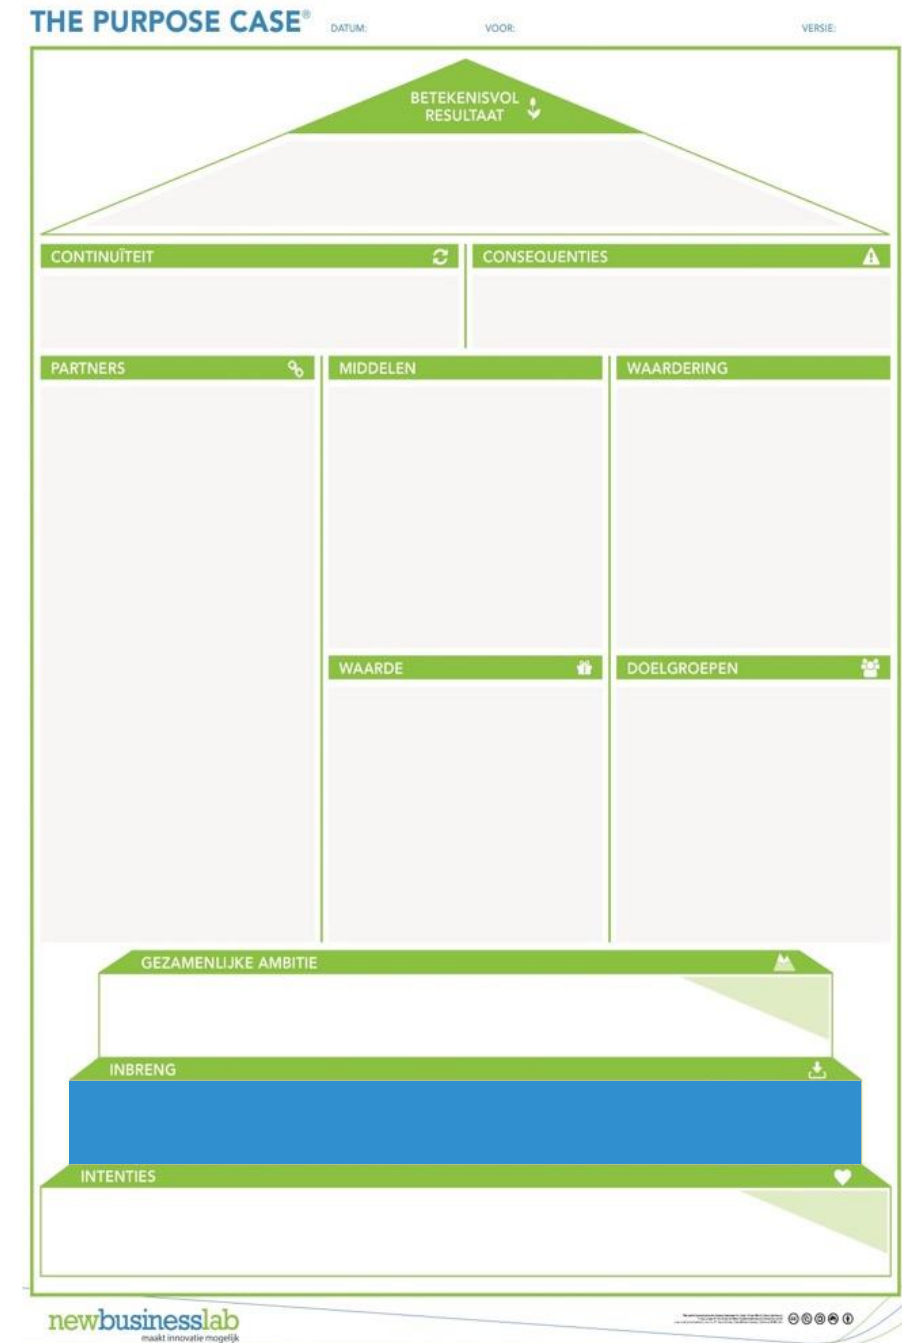 THE PURPOSE CASE®
DATUM:
VOOR:
VERSIE:
BETEKENISVOL
RESULTAAT
CONTINUÏTEIT
CONSEQUENTIES
PARTNERS
MIDDELEN
WAARDERING
WAARDE
DOELGROEPEN
GEZAMENLIJKE AMBITIE
INBRENG
INTENTIES
newbusinesslab
maakt innovatie mogelijk